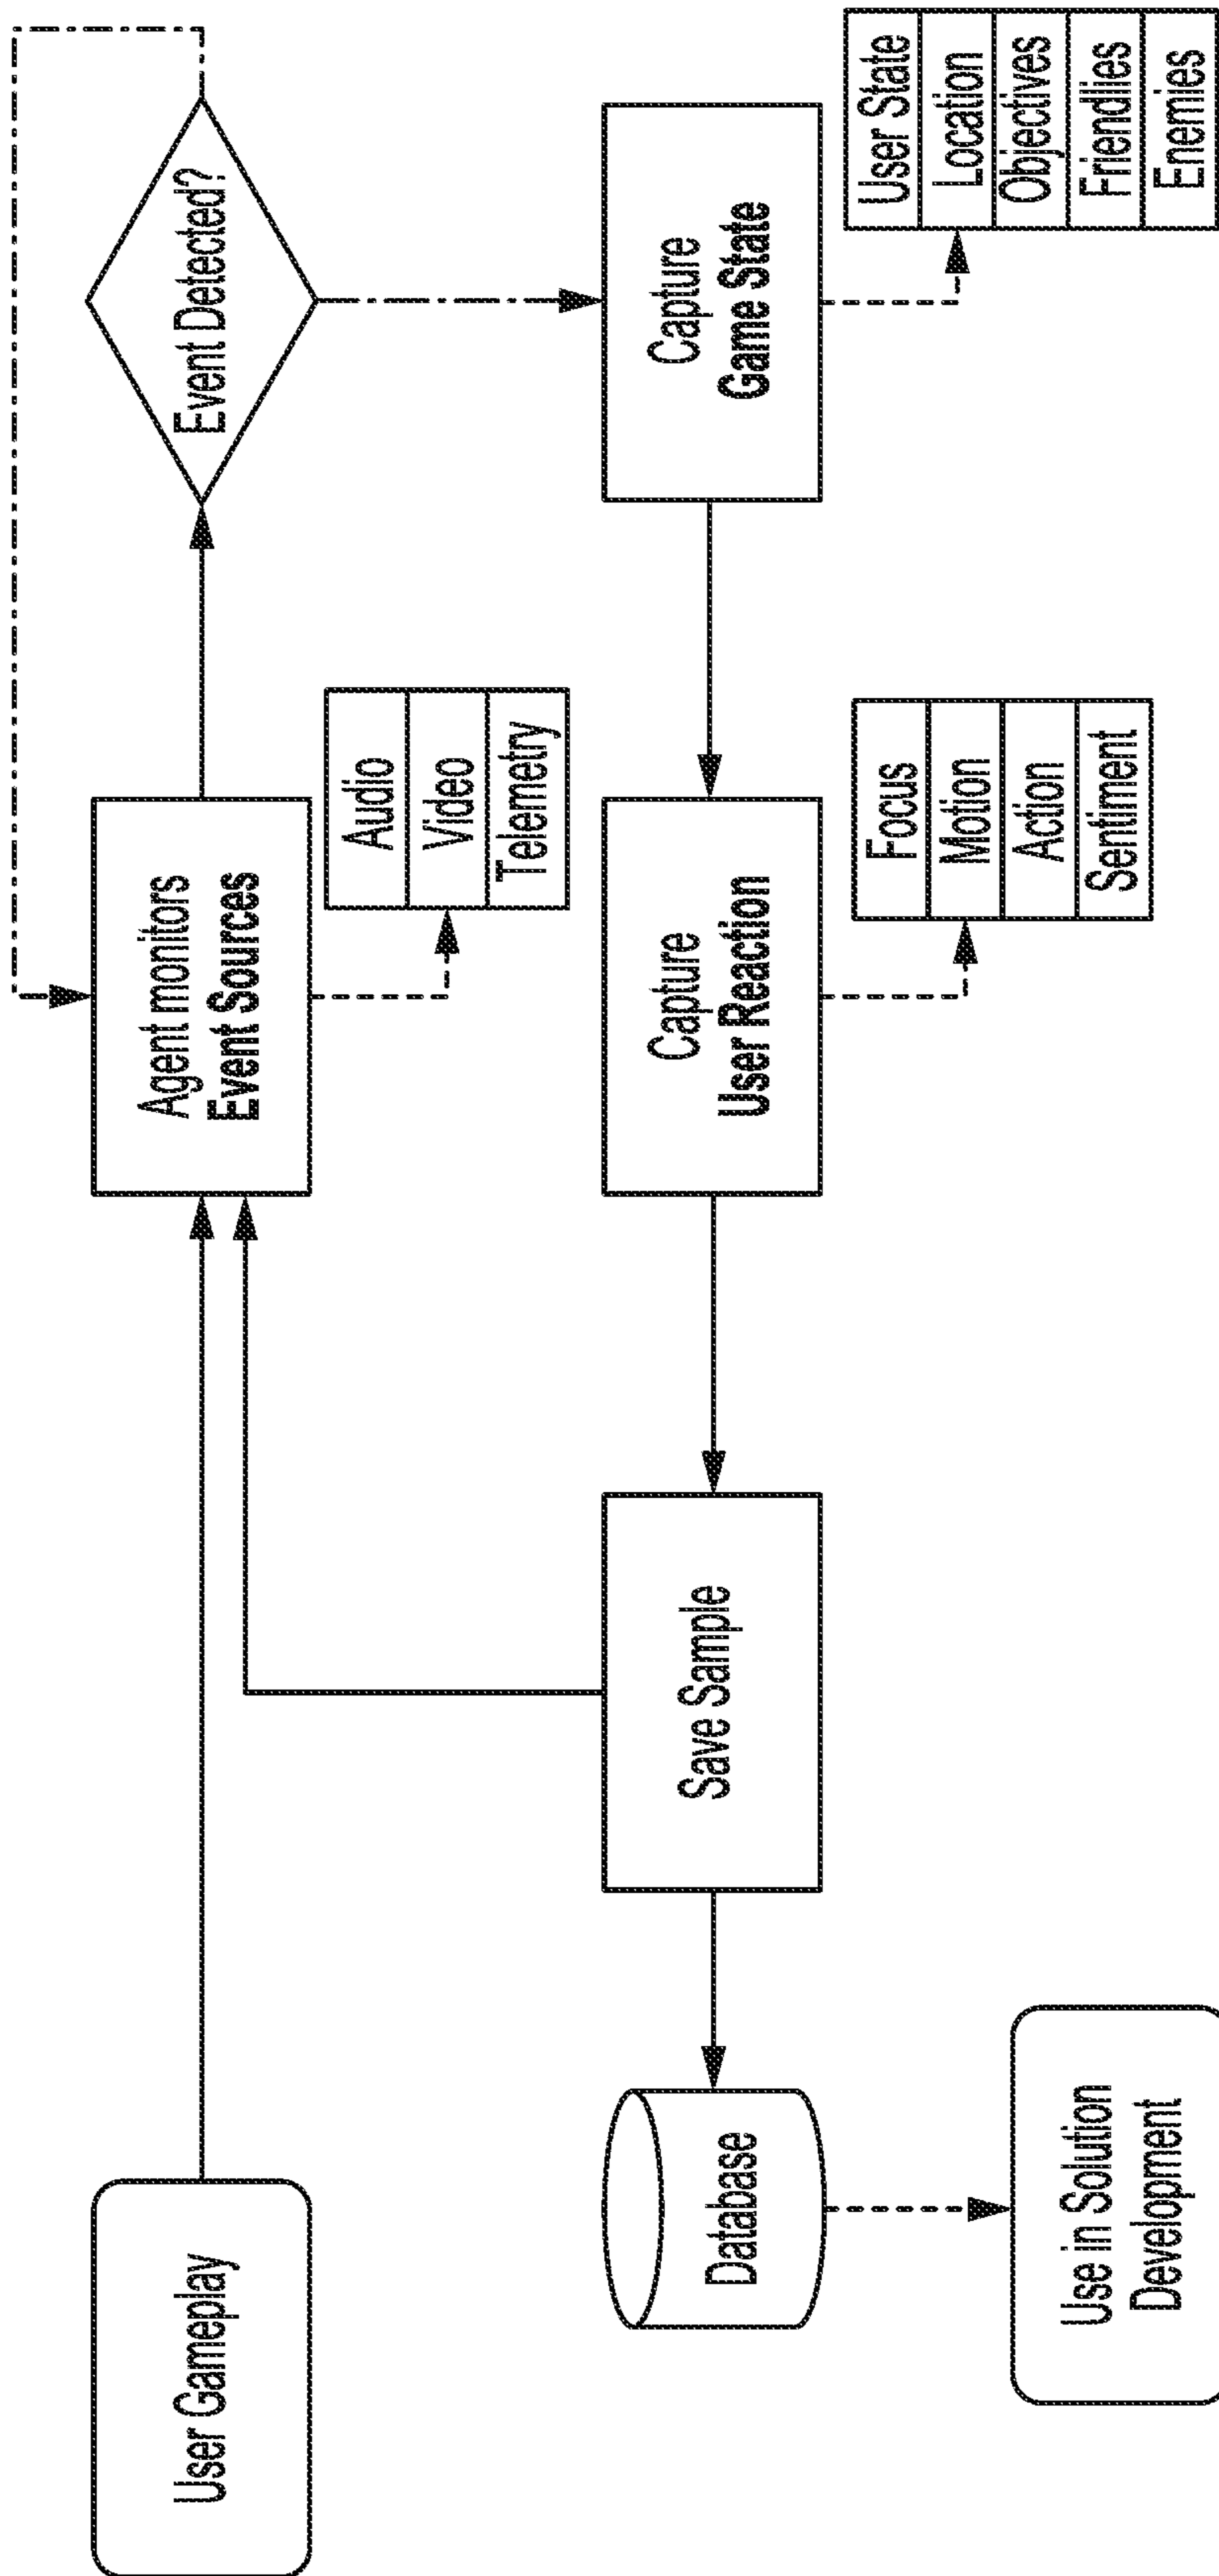 User Gameplay
Agent monitors
Event Sources
Audio
Video
Telemetry
Event Detected?
Capture
Game State
User State
Location
Objectives
Friendlies
Enemies
Capture
User Reaction
Focus
Motion
Action
Sentiment
Save Sample
Database
Use in Solution
Development